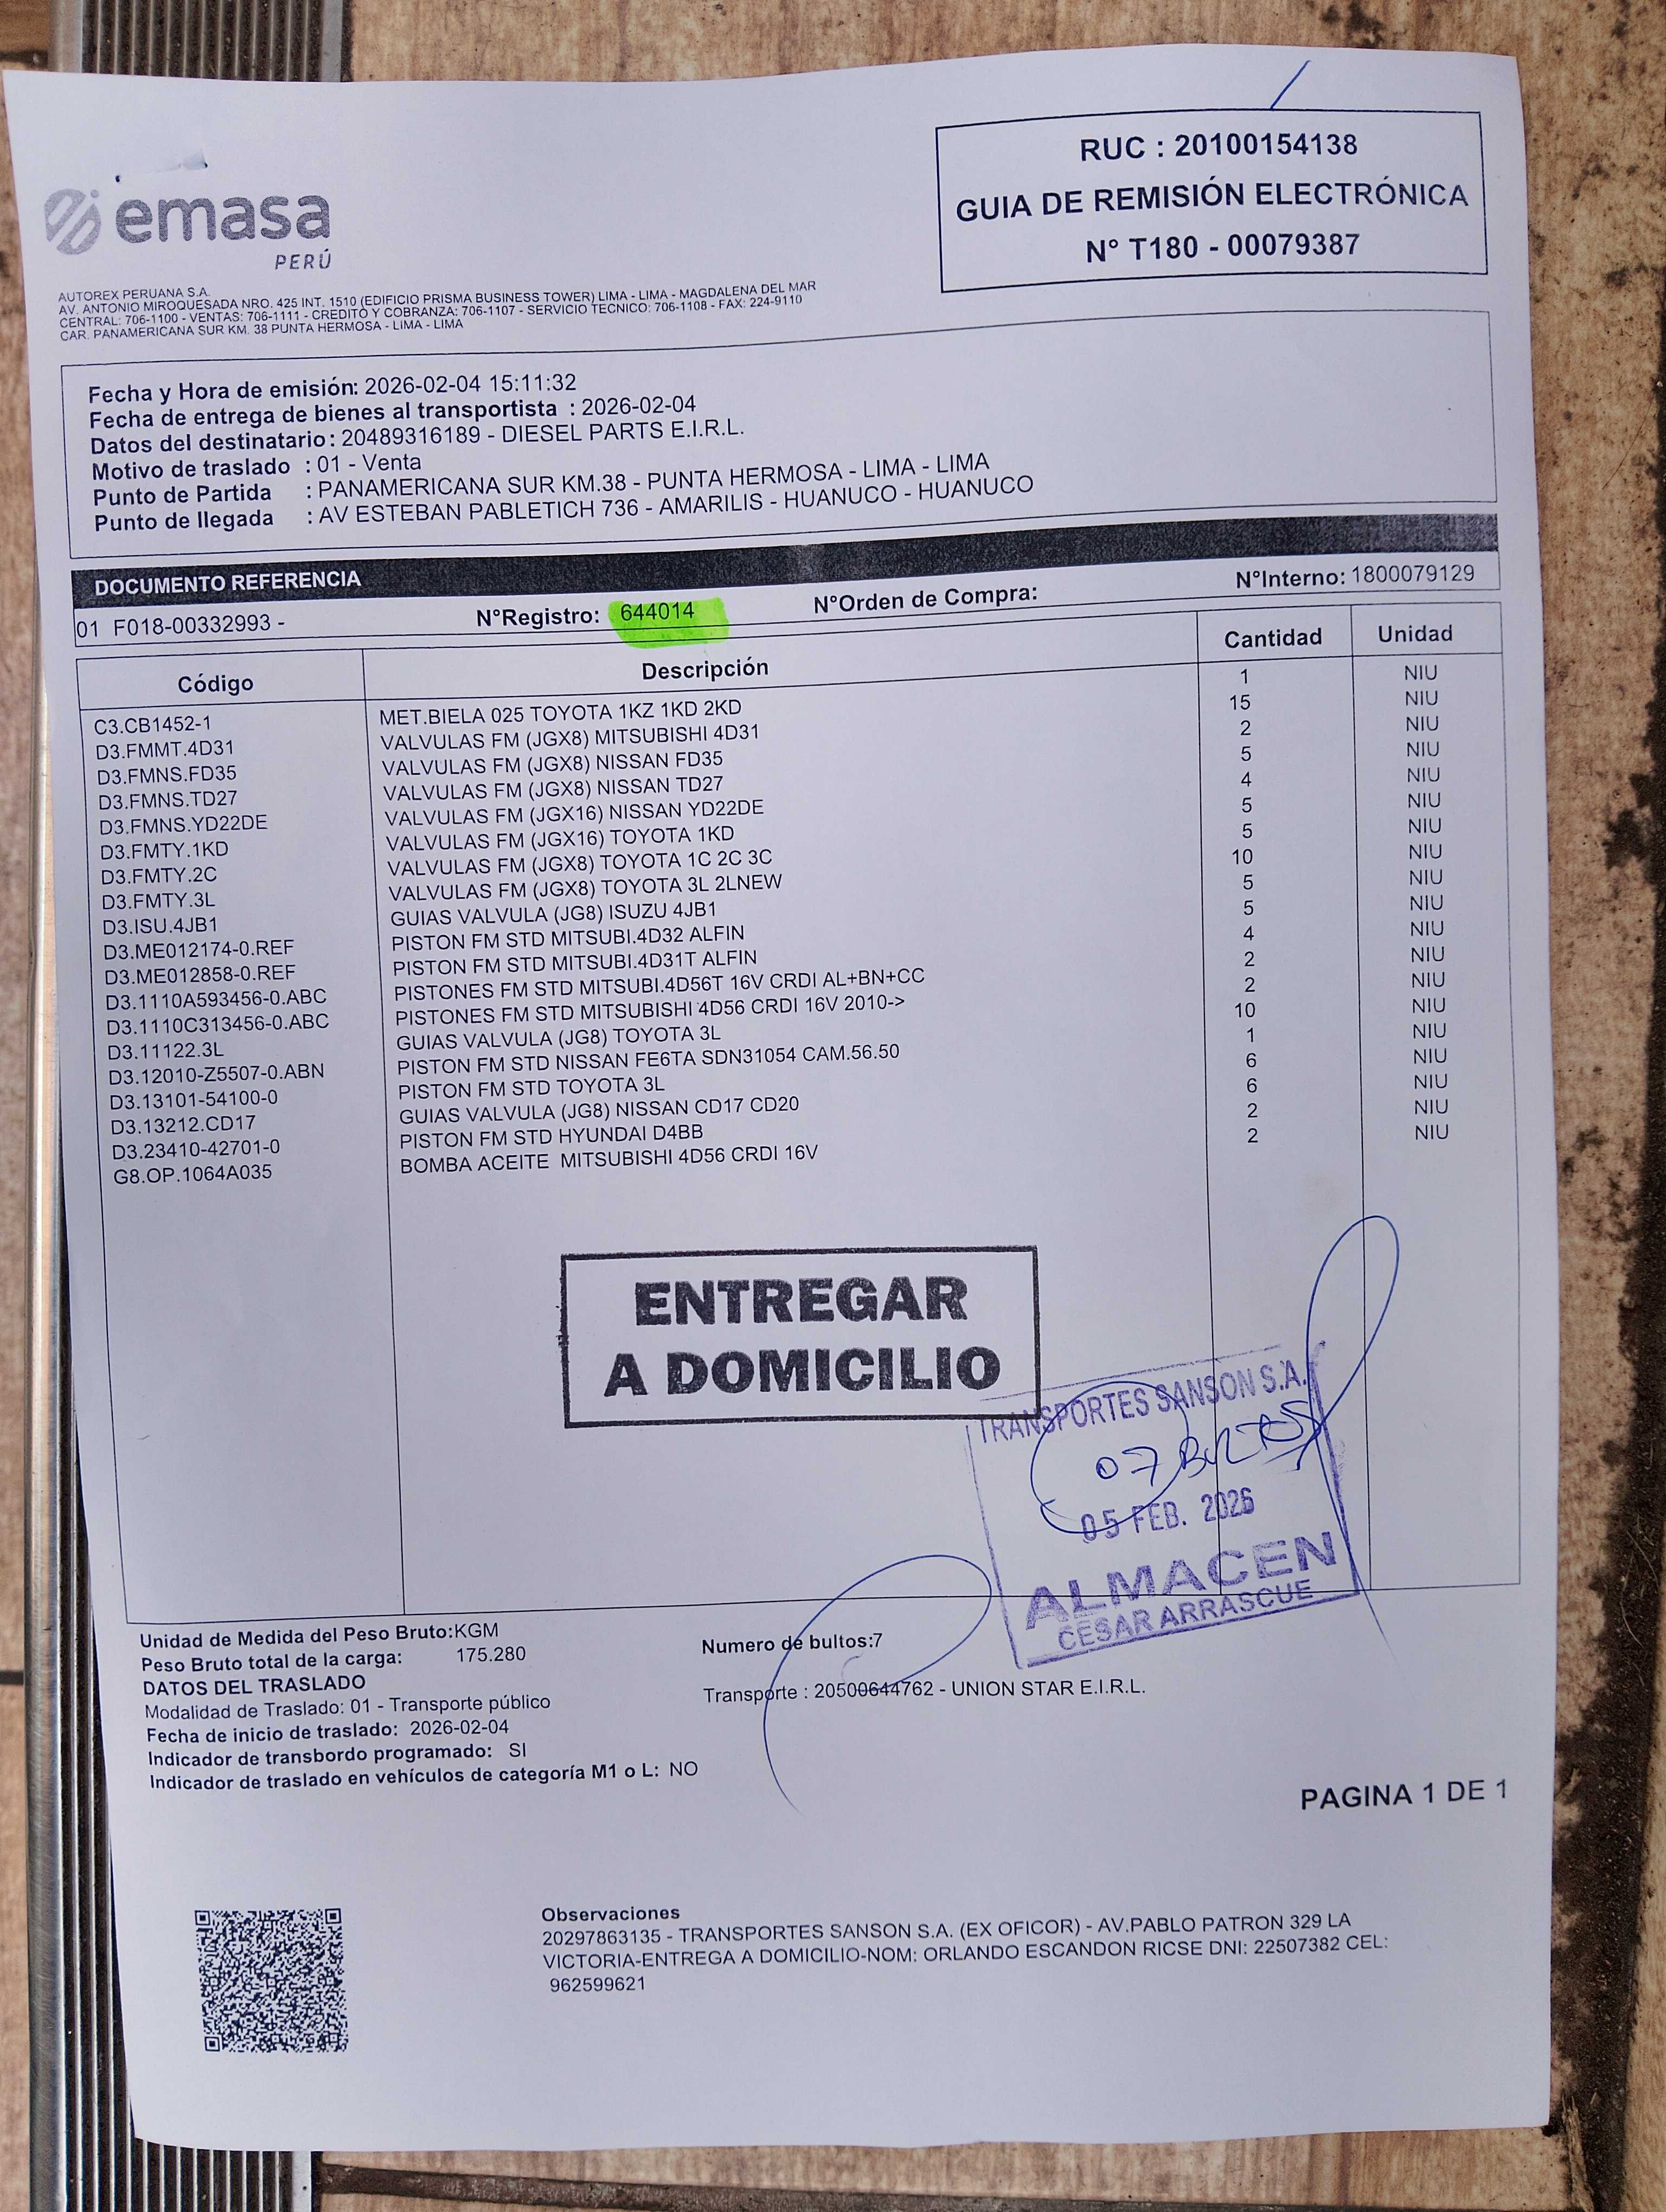 emasa
PERÚ
RUC : 20100154138
GUIA DE REMISIÓN ELECTRÓNICA
N° T180 - 00079387
AUTOREX PERUANA S.A.
AV. ANTONIO MIROQUESADA NRO. 425 INT. 1510 (EDIFICIO PRISMA BUSINESS TOWER) LIMA - LIMA - MAGDALENA DEL MAR
CENTRAL: 706-1100 - VENTAS: 706-1111 - CREDITO Y COBRANZA: 706-1107 - SERVICIO TECNICO: 706-1108 - FAX: 224-9110
CAR. PANAMERICANA SUR KM. 38 PUNTA HERMOSA - LIMA - LIMA
Fecha y Hora de emisión: 2026-02-04 15:11:32
Fecha de entrega de bienes al transportista : 2026-02-04
Datos del destinatario : 20489316189 - DIESEL PARTS E.I.R.L.
Motivo de traslado : 01 - Venta
Punto de Partida : PANAMERICANA SUR KM.38 - PUNTA HERMOSA - LIMA - LIMA
Punto de llegada : AV ESTEBAN PABLETICH 736 - AMARILIS - HUANUCO - HUANUCO
DOCUMENTO REFERENCIA
01 F018-00332993 - N°Registro: 644014 N°Orden de Compra: N°Interno: 1800079129
Código Descripción Cantidad Unidad
C3.CB1452-1 MET.BIELA 025 TOYOTA 1KZ 1KD 2KD 1 NIU
D3.FMMT.4D31 VALVULAS FM (JGX8) MITSUBISHI 4D31 15 NIU
D3.FMNS.FD35 VALVULAS FM (JGX8) NISSAN FD35 2 NIU
D3.FMNS.TD27 VALVULAS FM (JGX8) NISSAN TD27 5 NIU
D3.FMNS.YD22DE VALVULAS FM (JGX16) NISSAN YD22DE 4 NIU
D3.FMTY.1KD VALVULAS FM (JGX16) TOYOTA 1KD 5 NIU
D3.FMTY.2C VALVULAS FM (JGX8) TOYOTA 1C 2C 3C 5 NIU
D3.FMTY.3L VALVULAS FM (JGX8) TOYOTA 3L 2LNEW 10 NIU
D3.ISU.4JB1 GUIAS VALVULA (JG8) ISUZU 4JB1 5 NIU
D3.ME012174-0.REF PISTON FM STD MITSUBI.4D32 ALFIN 5 NIU
D3.ME012858-0.REF PISTON FM STD MITSUBI.4D31T ALFIN 4 NIU
D3.1110A593456-0.ABC PISTONES FM STD MITSUBI.4D56T 16V CRDI AL+BN+CC 2 NIU
D3.1110C313456-0.ABC PISTONES FM STD MITSUBISHI 4D56 CRDI 16V 2010-> 2 NIU
D3.11122.3L GUIAS VALVULA (JG8) TOYOTA 3L 10 NIU
D3.12010-Z5507-0.ABN PISTON FM STD NISSAN FE6TA SDN31054 CAM.56.50 1 NIU
D3.13101-54100-0 PISTON FM STD TOYOTA 3L 6 NIU
D3.13212.CD17 GUIAS VALVULA (JG8) NISSAN CD17 CD20 6 NIU
D3.23410-42701-0 PISTON FM STD HYUNDAI D4BB 2 NIU
G8.OP.1064A035 BOMBA ACEITE MITSUBISHI 4D56 CRDI 16V 2 NIU
ENTREGAR
A DOMICILIO
TRANSPORTES SANSON S.A.
07 BULTOS
05 FEB. 2026
ALMACEN
CESAR ARRASCUE
Unidad de Medida del Peso Bruto:KGM
Peso Bruto total de la carga: 175.280
Numero de bultos:7
DATOS DEL TRASLADO
Modalidad de Traslado: 01 - Transporte público
Transporte : 20500644762 - UNION STAR E.I.R.L.
Fecha de inicio de traslado: 2026-02-04
Indicador de transbordo programado: SI
Indicador de traslado en vehículos de categoría M1 o L: NO
PAGINA 1 DE 1
Observaciones
20297863135 - TRANSPORTES SANSON S.A. (EX OFICOR) - AV.PABLO PATRON 329 LA
VICTORIA-ENTREGA A DOMICILIO-NOM: ORLANDO ESCANDON RICSE DNI: 22507382 CEL:
962599621